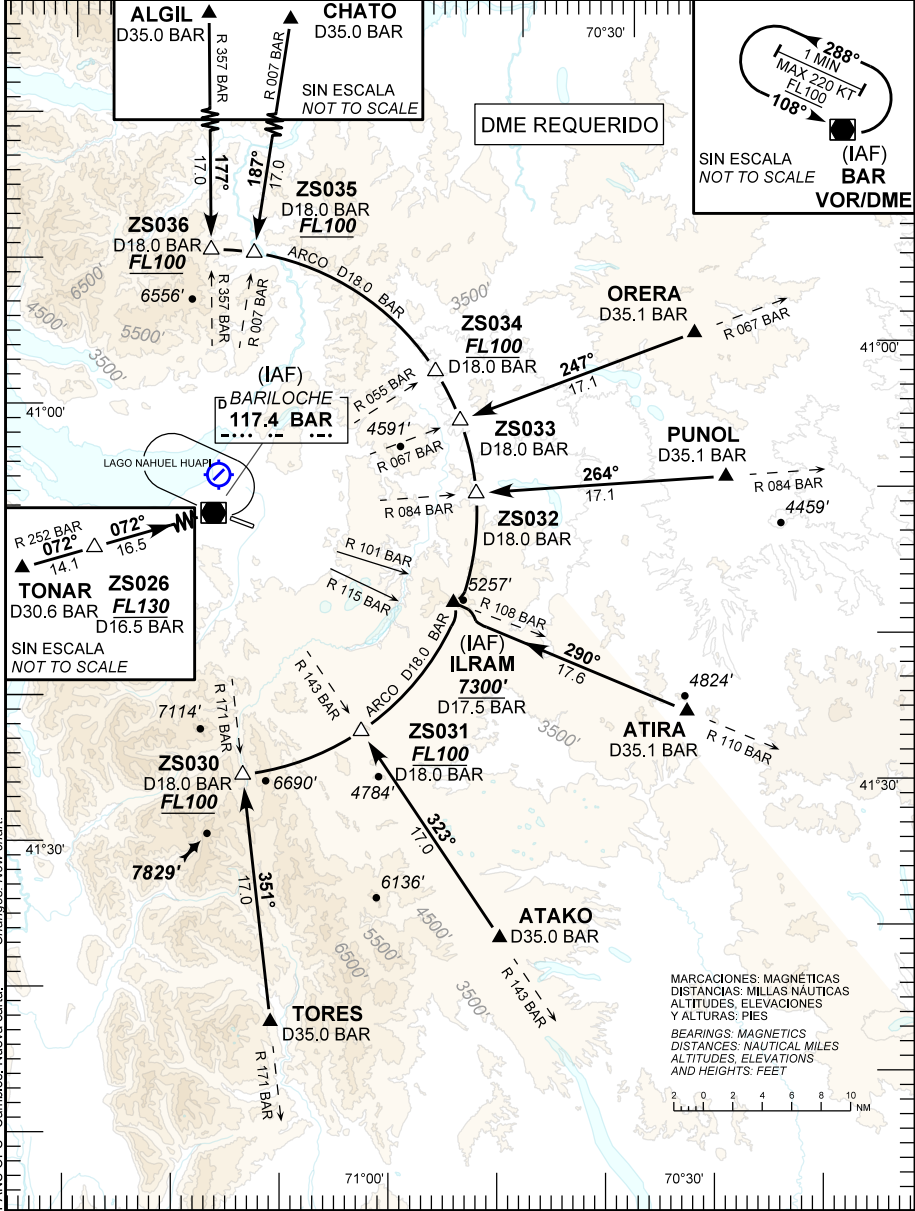 ALGIL
D35.0 BAR
CHATO
D35.0 BAR
R 357 BAR
R 007 BAR
SIN ESCALA
NOT TO SCALE
70°30'
DME REQUERIDO
288°
1 MIN
MAX 220 KT
FL100
108°
SIN ESCALA
NOT TO SCALE
(IAF)
BAR
VOR/DME
177°
17.0
187°
17.0
ZS036
D18.0 BAR
FL100
ZS035
D18.0 BAR
FL100
ARCO D18.0 BAR
6500'
4500'
5500'
3500'
6556'
R 357 BAR
R 007 BAR
3500'
ZS034
FL100
D18.0 BAR
ORERA
D35.1 BAR
R 067 BAR
247°
17.1
41°00'
41°00'
(IAF)
D BARILOCHE
117.4 BAR
R 055 BAR
4591'
R 067 BAR
ZS033
D18.0 BAR
PUNOL
D35.1 BAR
264°
17.1
R 084 BAR
4459'
LAGO NAHUEL HUAPI
R 084 BAR
ZS032
D18.0 BAR
R 252 BAR
072°
14.1
072°
16.5
TONAR
D30.6 BAR
ZS026
FL130
D16.5 BAR
SIN ESCALA
NOT TO SCALE
R 101 BAR
R 115 BAR
5257'
R 108 BAR
(IAF)
ILRAM
7300'
D17.5 BAR
290°
17.6
4824'
ATIRA
D35.1 BAR
R 110 BAR
3500'
ARCO D18.0 BAR
R 143 BAR
R 171 BAR
7114'
ZS031
FL100
D18.0 BAR
ZS030
D18.0 BAR
FL100
6690'
4784'
41°30'
41°30'
7829'
323°
17.0
351°
17.0
6136'
4500'
5500'
6500'
3500'
ATAKO
D35.0 BAR
R 143 BAR
TORES
D35.0 BAR
R 171 BAR
MARCACIONES: MAGNÉTICAS
DISTANCIAS: MILLAS NÁUTICAS
ALTITUDES, ELEVACIONES
Y ALTURAS: PIES
BEARINGS: MAGNETICS
DISTANCES: NAUTICAL MILES
ALTITUDES, ELEVATIONS
AND HEIGHTS: FEET
2 0 2 4 6 8 10 NM
71°00'
70°30'